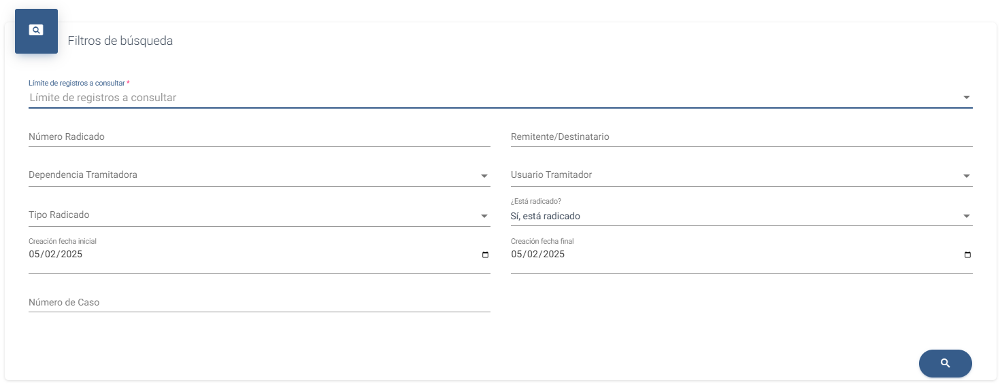 Filtros de búsqueda
Límite de registros a consultar *
Límite de registros a consultar
Número Radicado
Remitente/Destinatario
Dependencia Tramitadora
Usuario Tramitador
Tipo Radicado
¿Está radicado?
Sí, está radicado
Creación fecha inicial
05/02/2025
Creación fecha final
05/02/2025
Número de Caso